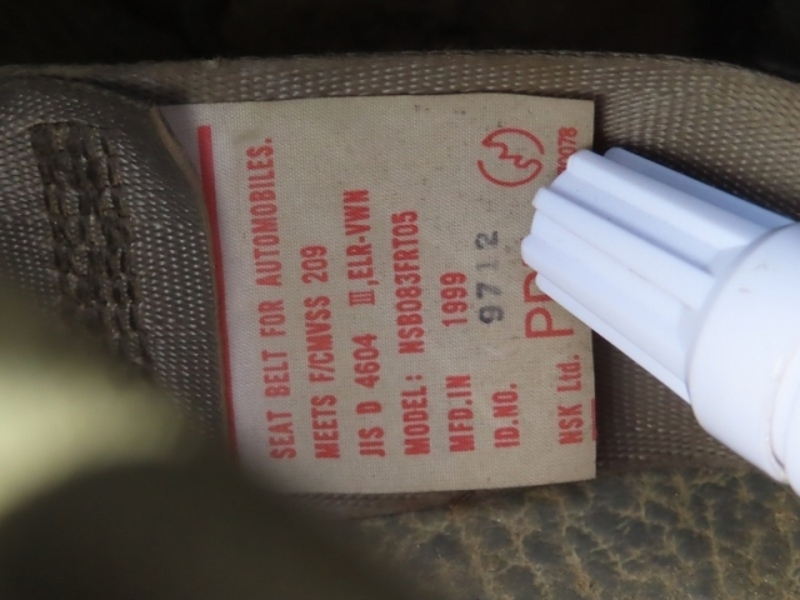 SEAT BELT FOR AUTOMOBILES.
MEETS F/CMVSS 209
JIS D 4604 III,ELR-VWN
MODEL: NSB083FRT05
MFD.IN 1999
ID.NO. 9712
NSK Ltd.